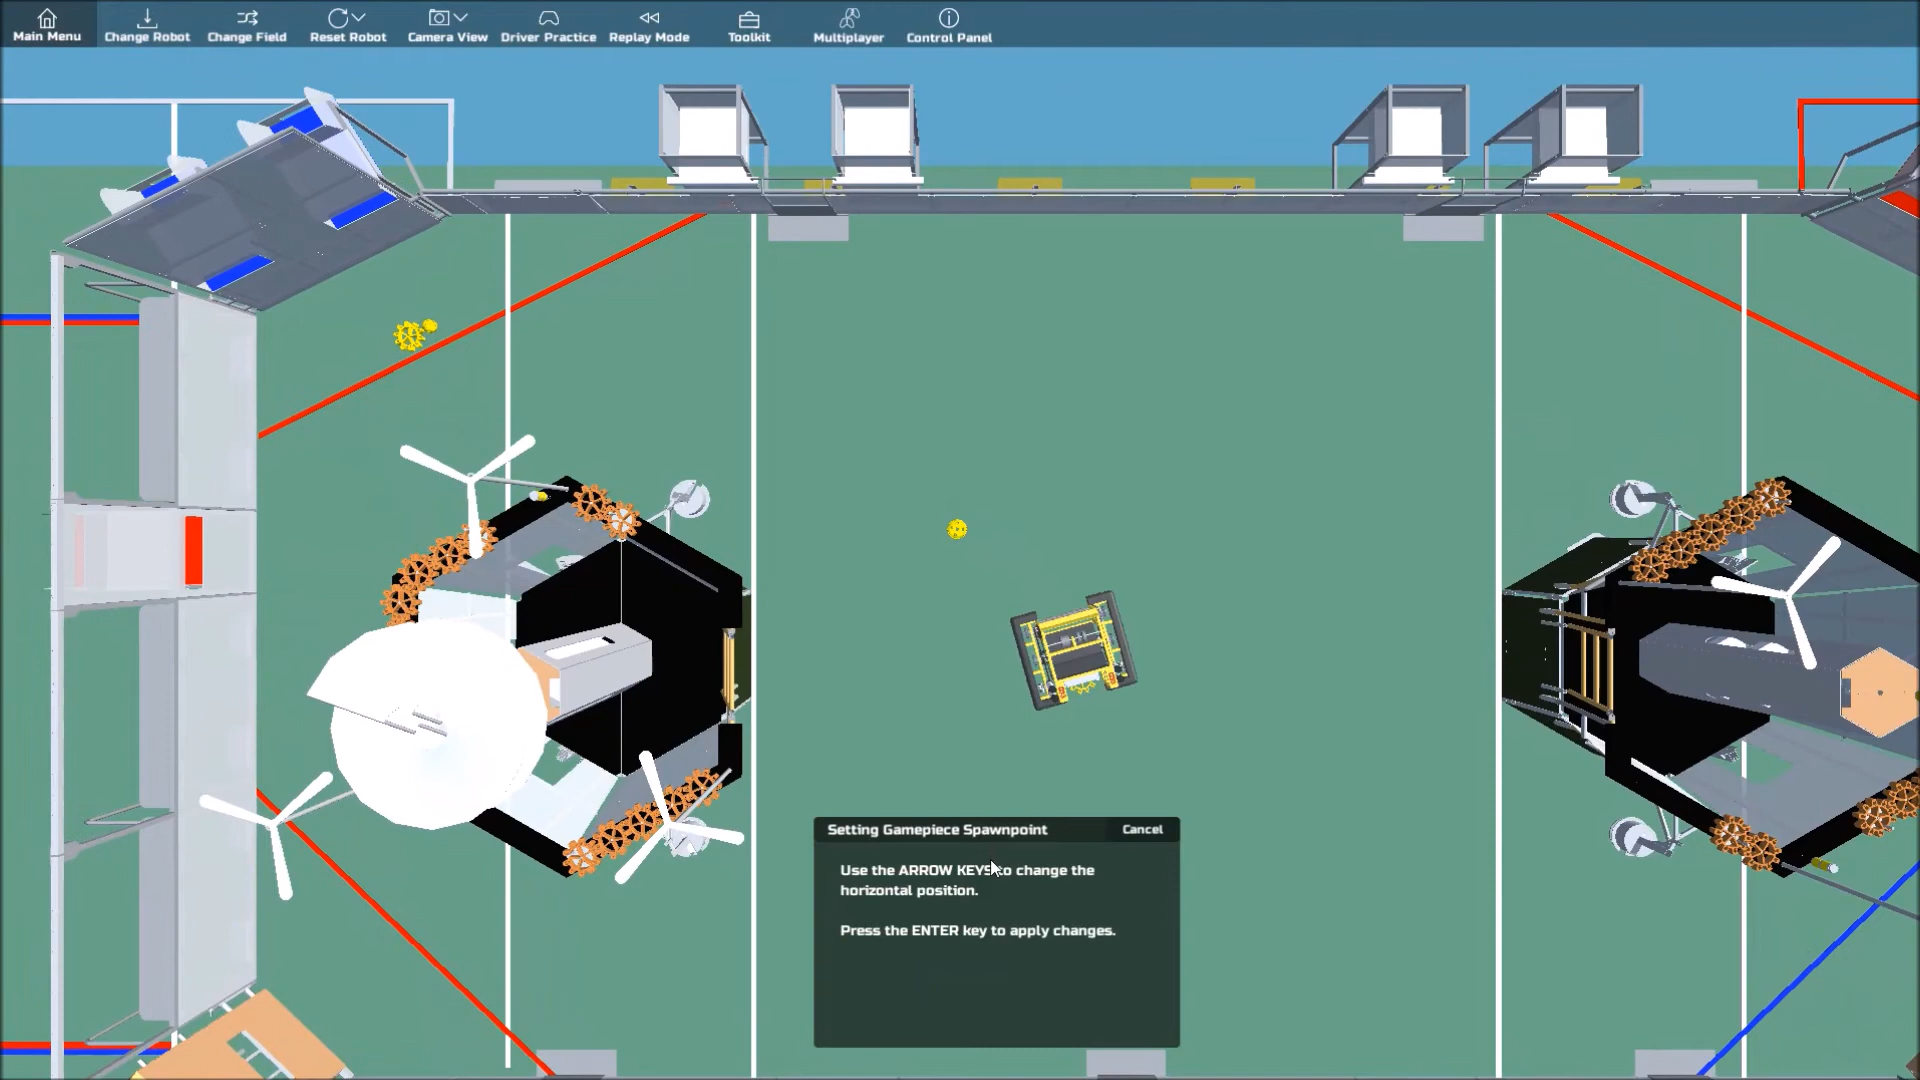 Main Menu
Change Robot
Change Field
Reset Robot
Camera View
Driver Practice
Replay Mode
Toolkit
Multiplayer
Control Panel
Setting Gamepiece Spawnpoint
Cancel
Use the ARROW KEYS to change the
horizontal position.
Press the ENTER key to apply changes.